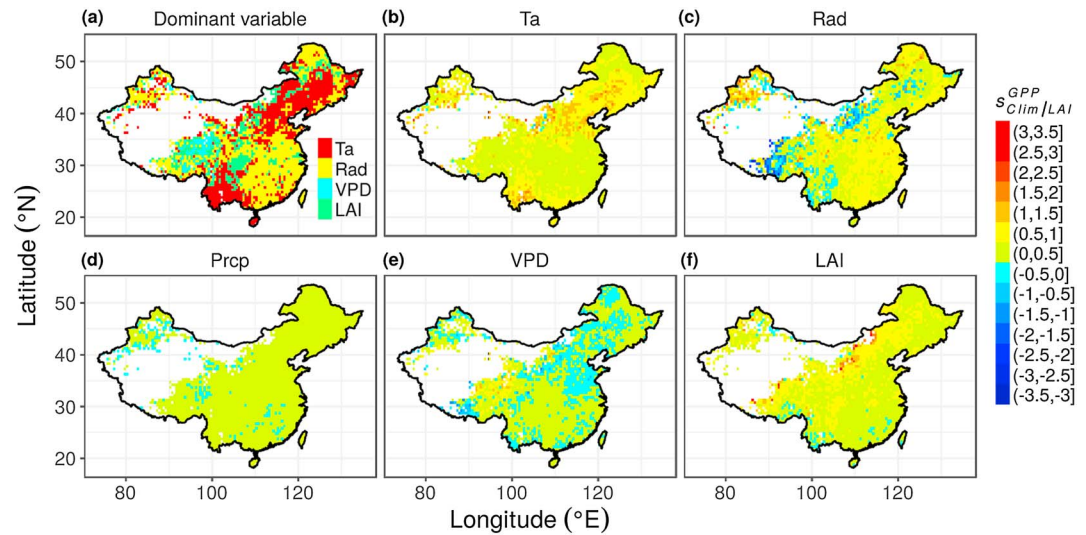 (a) Dominant variable
(b) Ta
(c) Rad
50
40
30
20
Ta
Rad
VPD
LAI
(d) Prcp
(e) VPD
(f) LAI
50
40
30
20
80 100 120
80 100 120
80 100 120
Latitude (°N)
Longitude (°E)
s GPP Clim/LAI
(3,3.5]
(2.5,3]
(2,2.5]
(1.5,2]
(1,1.5]
(0.5,1]
(0,0.5]
(-0.5,0]
(-1,-0.5]
(-1.5,-1]
(-2,-1.5]
(-2.5,-2]
(-3,-2.5]
(-3.5,-3]